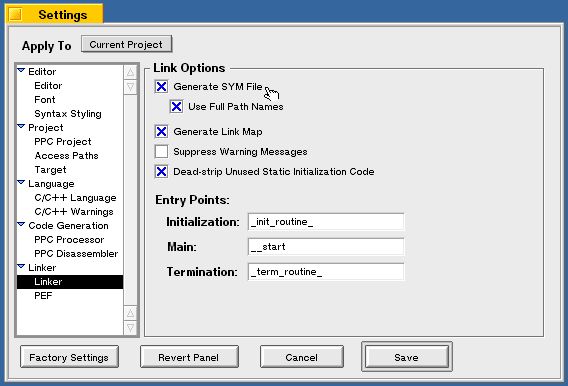 Settings
Apply To Current Project
Editor
Editor
Font
Syntax Styling
Project
PPC Project
Access Paths
Target
Language
C/C++ Language
C/C++ Warnings
Code Generation
PPC Processor
PPC Disassembler
Linker
Linker
PEF
Link Options
Generate SYM File
Use Full Path Names
Generate Link Map
Suppress Warning Messages
Dead-strip Unused Static Initialization Code
Entry Points:
Initialization: _init_routine_
Main: __start
Termination: _term_routine_
Factory Settings Revert Panel Cancel Save